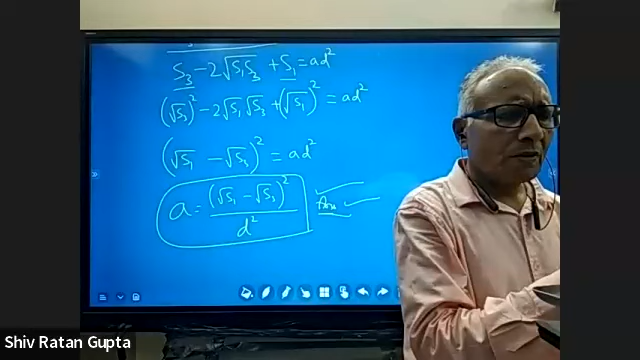 S₃ - 2√S₁S₃ + S₁ = ad²
(√S₃)² - 2√S₁√S₃ + (√S₁)² = ad²
(√S₁ - √S₃)² = ad²
a = (√S₁ - √S₃)² / d² Ans
Shiv Ratan Gupta